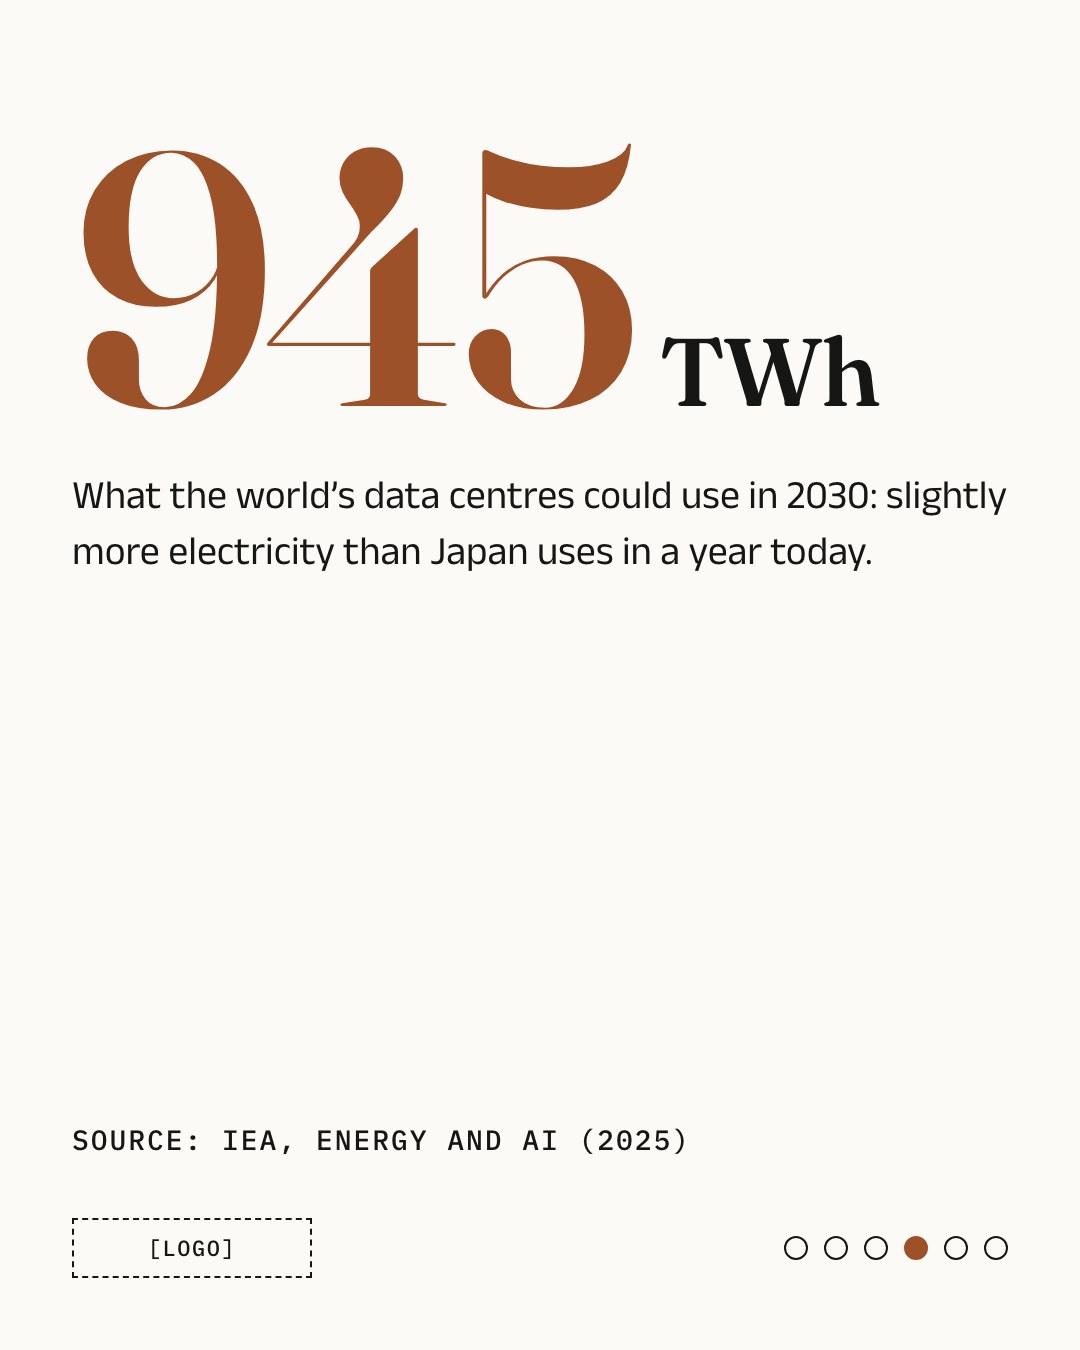 945 TWh
What the world’s data centres could use in 2030: slightly
more electricity than Japan uses in a year today.
SOURCE: IEA, ENERGY AND AI (2025)
[LOGO]